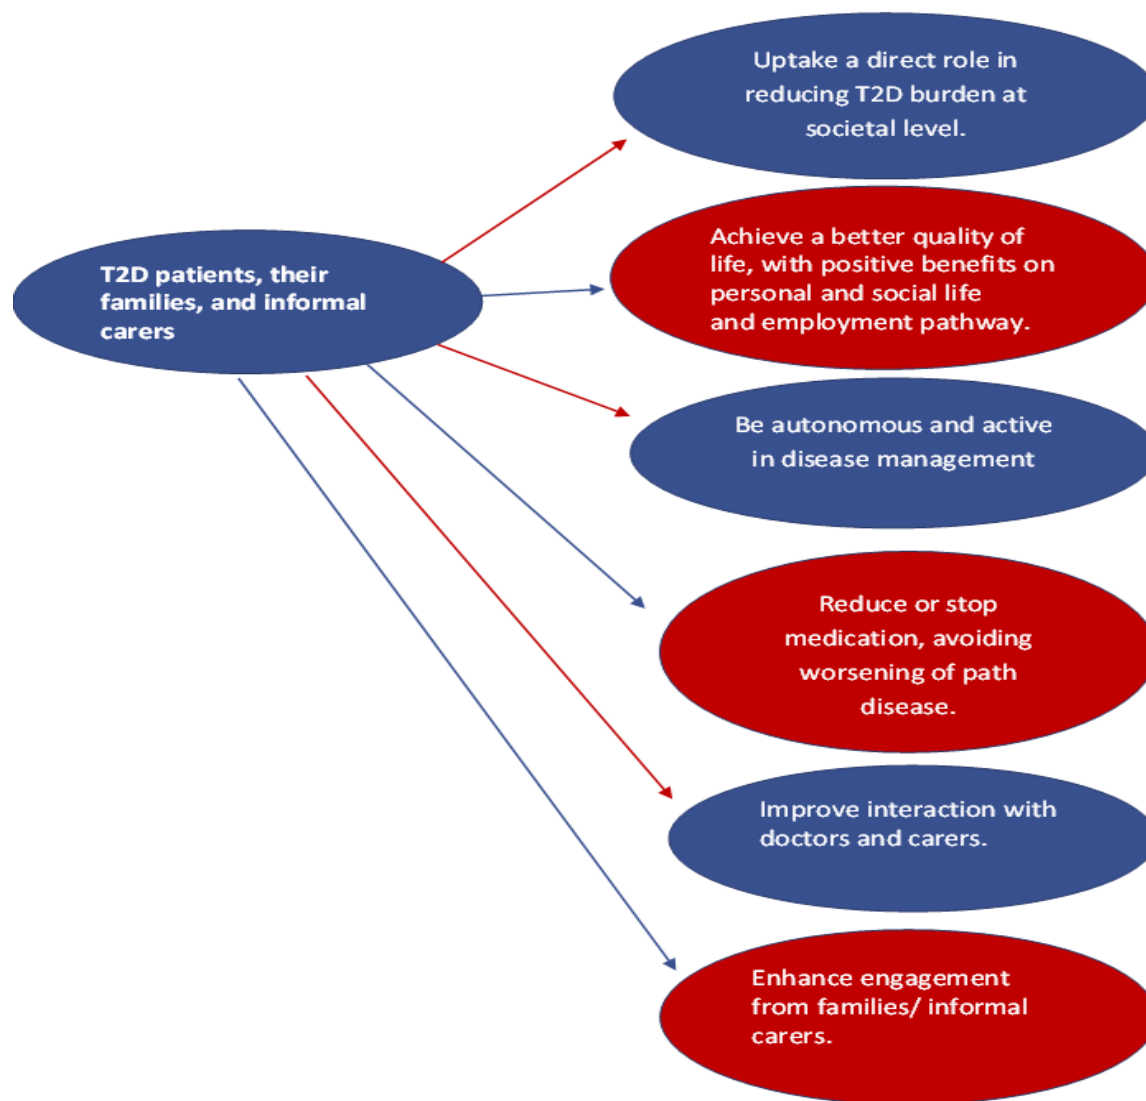 Uptake a direct role in
reducing T2D burden at
societal level.
T2D patients, their
families, and informal
carers
Achieve a better quality of
life, with positive benefits on
personal and social life
and employment pathway.
Be autonomous and active
in disease management
Reduce or stop
medication, avoiding
worsening of path
disease.
Improve interaction with
doctors and carers.
Enhance engagement
from families/ informal
carers.